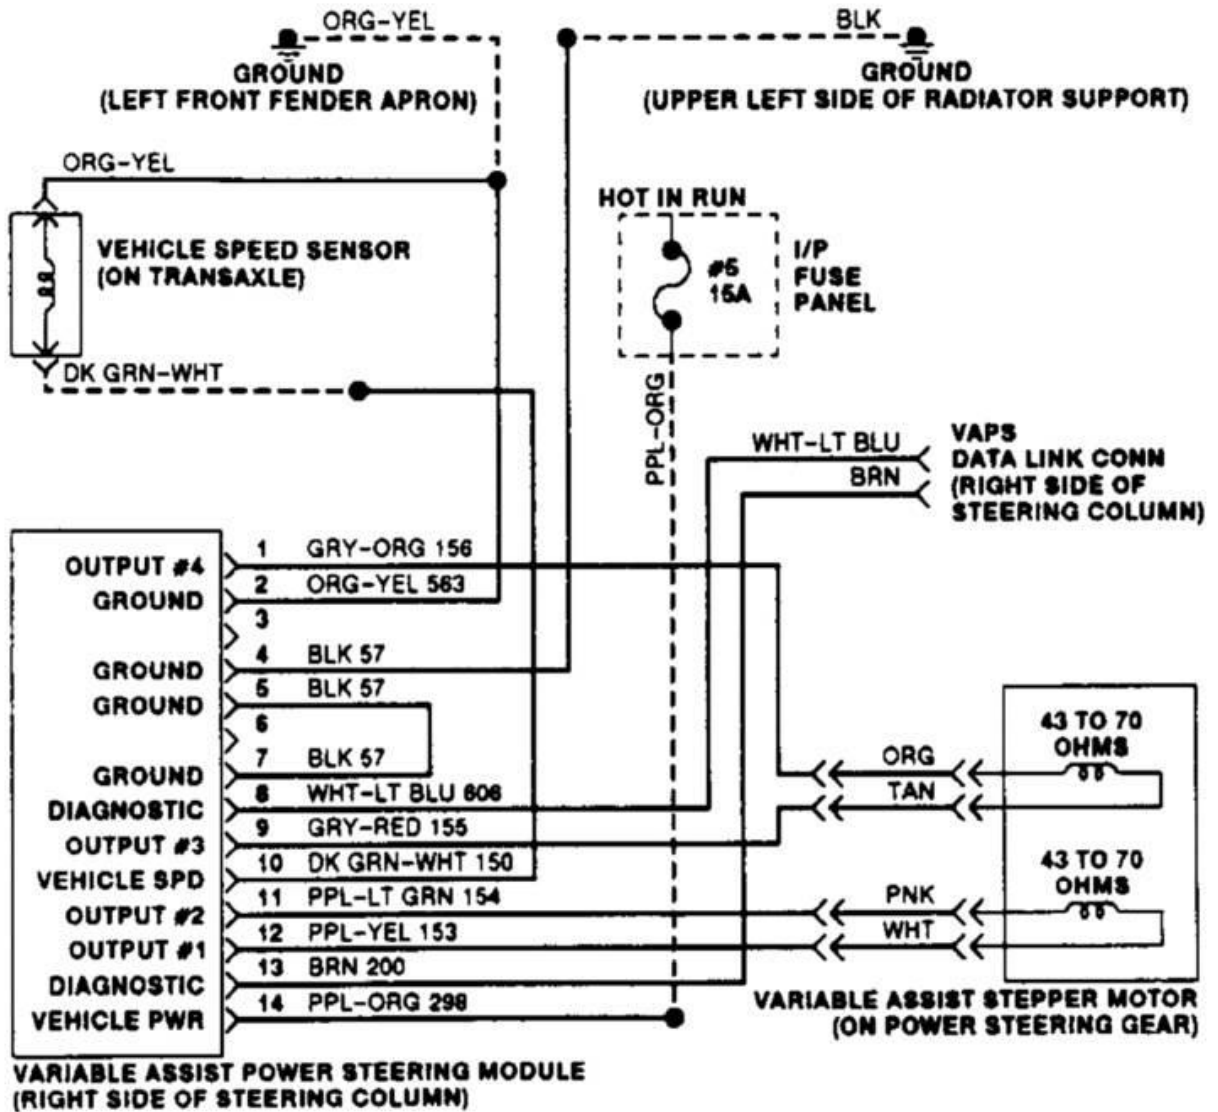 ORG-YEL
BLK
GROUND
(LEFT FRONT FENDER APRON)
GROUND
(UPPER LEFT SIDE OF RADIATOR SUPPORT)
ORG-YEL
VEHICLE SPEED SENSOR
(ON TRANSAXLE)
DK GRN-WHT
HOT IN RUN
#5
15A
I/P
FUSE
PANEL
PPL-ORG
WHT-LT BLU
BRN
VAPS
DATA LINK CONN
(RIGHT SIDE OF
STEERING COLUMN)
OUTPUT #4 1 GRY-ORG 156
GROUND 2 ORG-YEL 563
3
GROUND 4 BLK 57
GROUND 5 BLK 57
6
GROUND 7 BLK 57
DIAGNOSTIC 8 WHT-LT BLU 606
OUTPUT #3 9 GRY-RED 155
VEHICLE SPD 10 DK GRN-WHT 150
OUTPUT #2 11 PPL-LT GRN 154
OUTPUT #1 12 PPL-YEL 153
DIAGNOSTIC 13 BRN 200
VEHICLE PWR 14 PPL-ORG 298
ORG
TAN
43 TO 70
OHMS
PNK
WHT
43 TO 70
OHMS
VARIABLE ASSIST STEPPER MOTOR
(ON POWER STEERING GEAR)
VARIABLE ASSIST POWER STEERING MODULE
(RIGHT SIDE OF STEERING COLUMN)